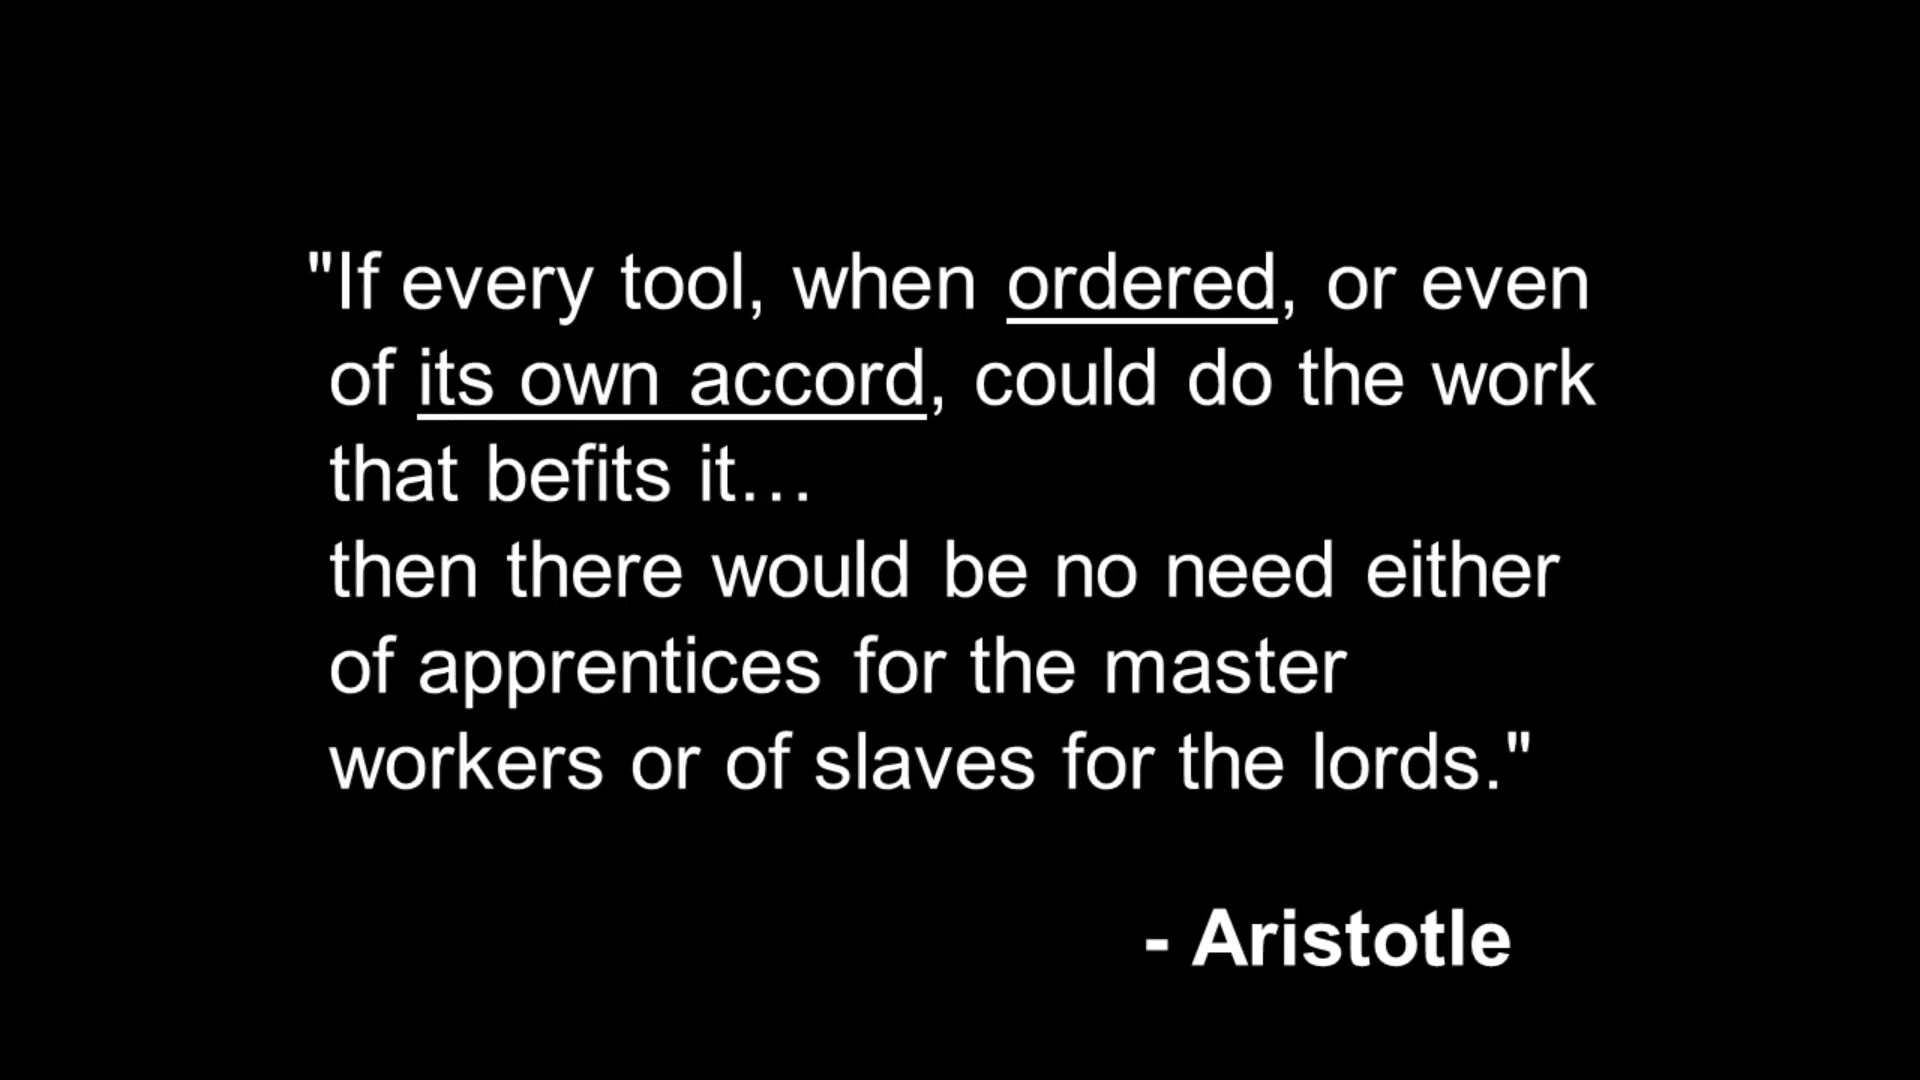 "If every tool, when ordered, or even
of its own accord, could do the work
that befits it…
then there would be no need either
of apprentices for the master
workers or of slaves for the lords."
- Aristotle